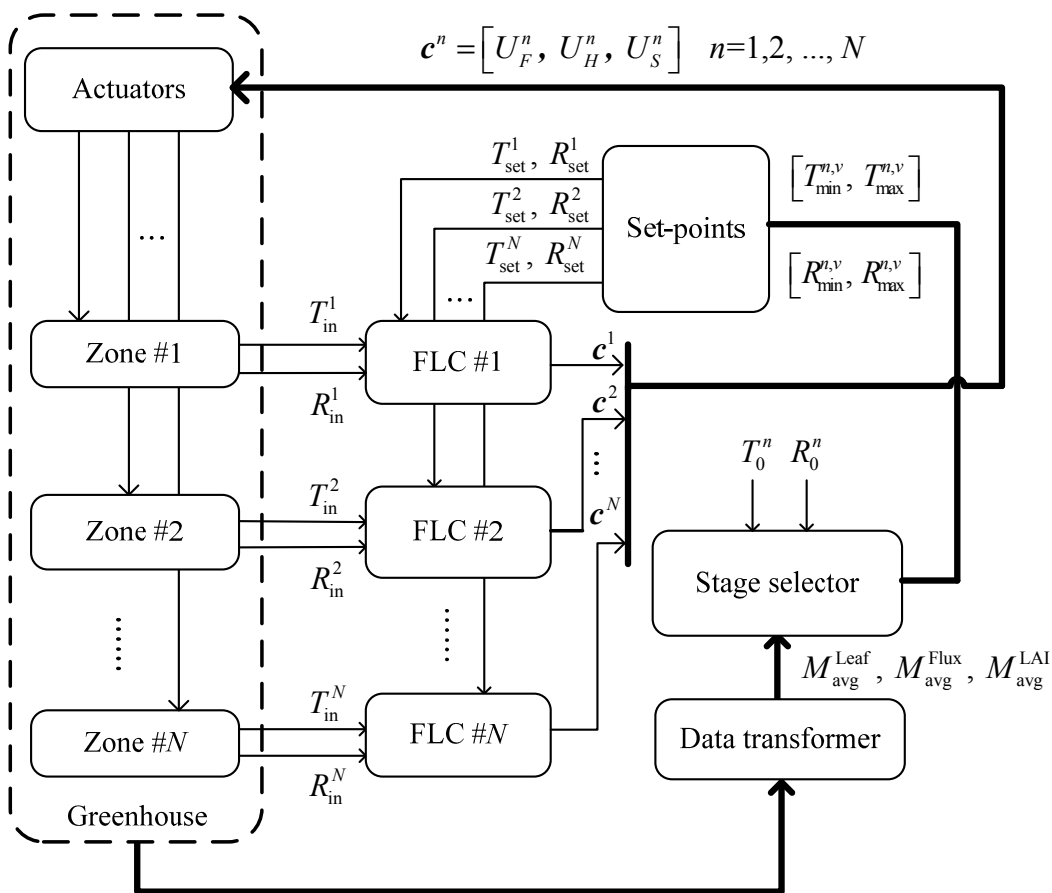 c^n = [U_F^n, U_H^n, U_S^n] n=1,2, ..., N
Actuators
T_set^1, R_set^1
T_set^2, R_set^2
T_set^N, R_set^N
...
Set-points
[T_min^{n,v}, T_max^{n,v}]
[R_min^{n,v}, R_max^{n,v}]
...
Zone #1
T_in^1
R_in^1
FLC #1
c^1
c^2
...
c^N
T_0^n R_0^n
Zone #2
T_in^2
R_in^2
FLC #2
Stage selector
......
......
M_avg^Leaf, M_avg^Flux, M_avg^LAI
Zone #N
T_in^N
R_in^N
FLC #N
Data transformer
Greenhouse